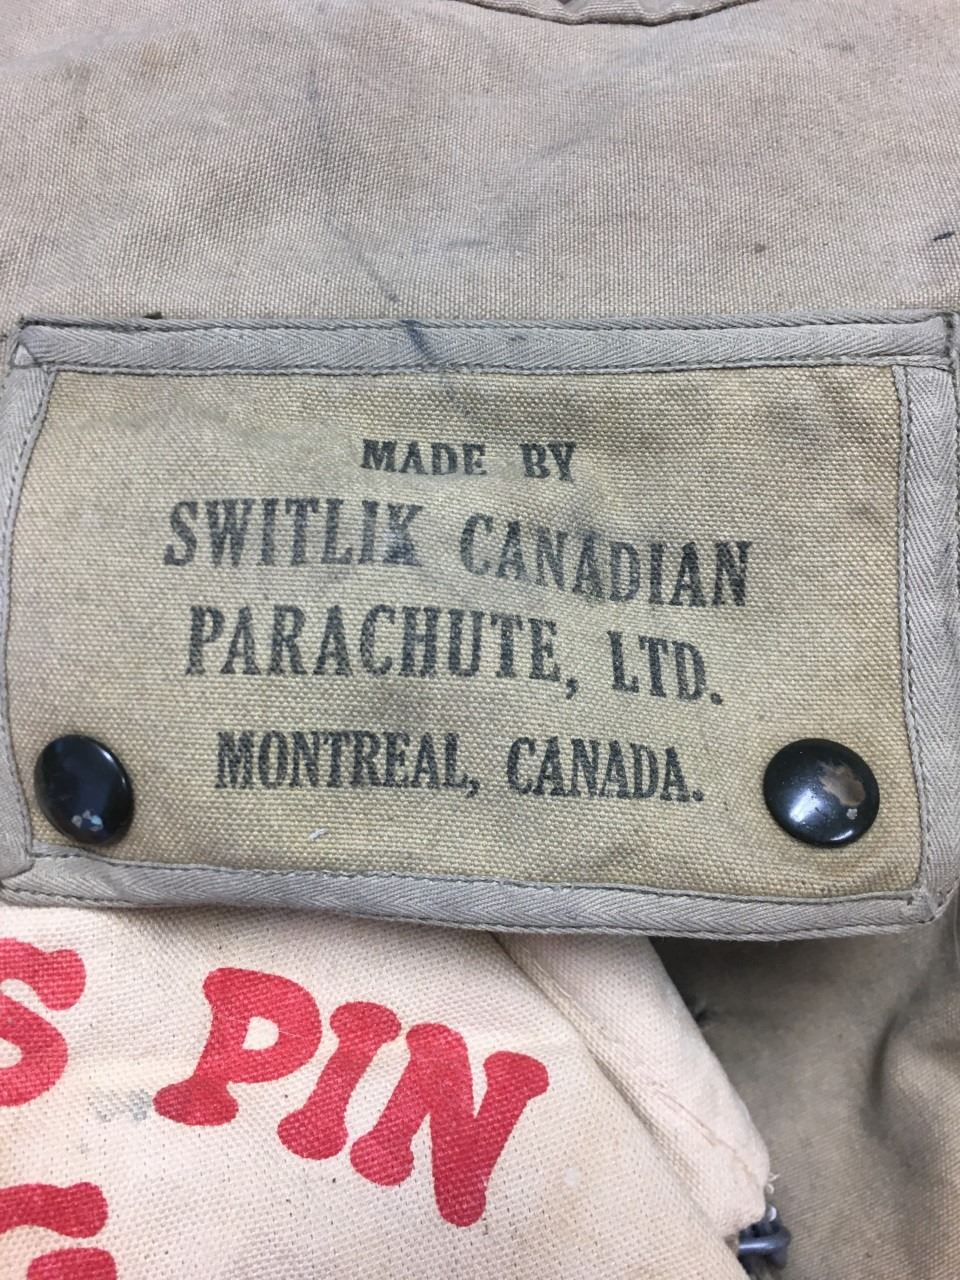 MADE BY
SWITLIK CANADIAN
PARACHUTE, LTD.
MONTREAL, CANADA.
S PIN